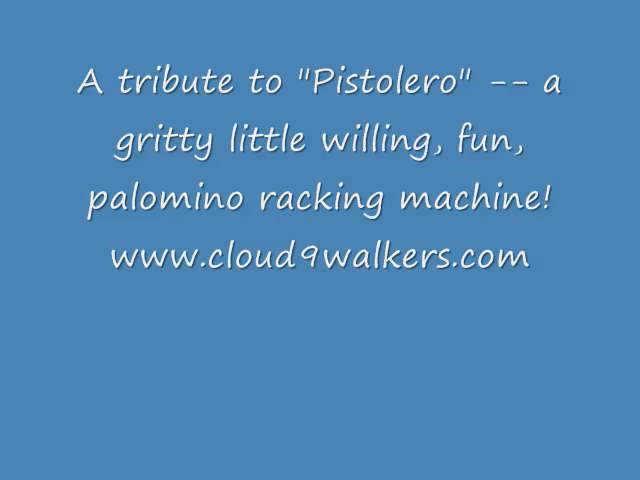 A tribute to "Pistolero" -- a
gritty little willing, fun,
palomino racking machine!
www.cloud9walkers.com